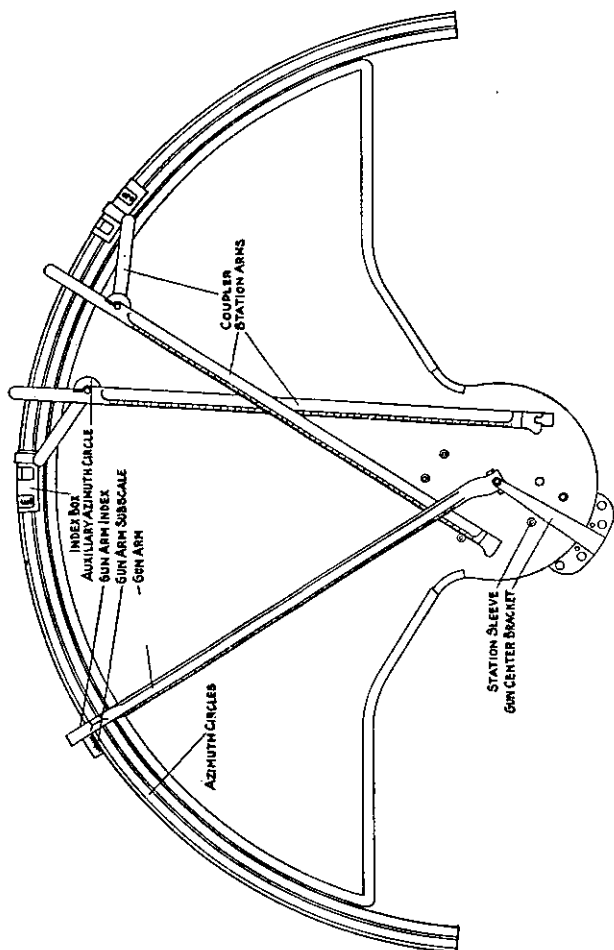 COUPLER
STATION ARMS
INDEX BOX
AUXILIARY AZIMUTH CIRCLE
GUN ARM INDEX
GUN ARM SUBSCALE
GUN ARM
AZIMUTH CIRCLES
STATION SLEEVE
GUN CENTER BRACKET